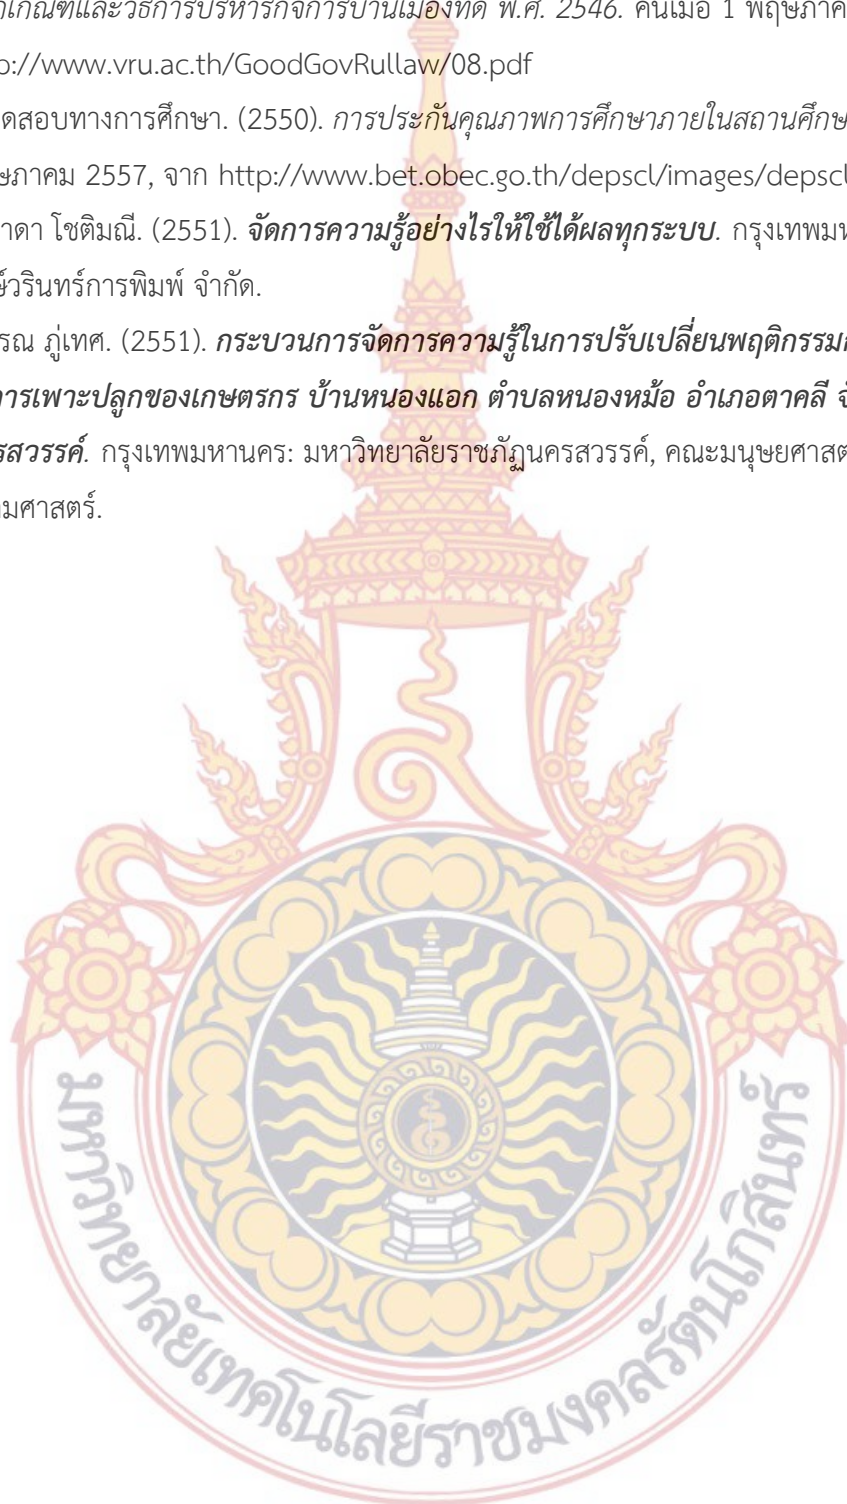 เกณฑ์และวิธีการบริหารกิจการบ้านเมืองที่ดี พ.ศ. 2546. ค้นเมื่อ 1 พฤษภาค
p://www.vru.ac.th/GoodGovRullaw/08.pdf
ดสอบทางการศึกษา. (2550). การประกันคุณภาพการศึกษาภายในสถานศึกษ
ษภาคม 2557, จาก http://www.bet.obec.go.th/depscl/images/depscl
าดา โชติมณี. (2551). จัดการความรู้อย่างไรให้ใช้ได้ผลทุกระบบ. กรุงเทพมห
ษ์วรินทร์การพิมพ์ จำกัด.
รณ ภู่เทศ. (2551). กระบวนการจัดการความรู้ในการปรับเปลี่ยนพฤติกรรม
การเพาะปลูกของเกษตรกร บ้านหนองแอก ตำบลหนองหม้อ อำเภอตาคลี จ
รสวรรค์. กรุงเทพมหานคร: มหาวิทยาลัยราชภัฏนครสวรรค์, คณะมนุษยศาสต
มศาสตร์.
มหาวิทยาลัยเทคโนโลยีราชมงคลรัตนโกสินทร์